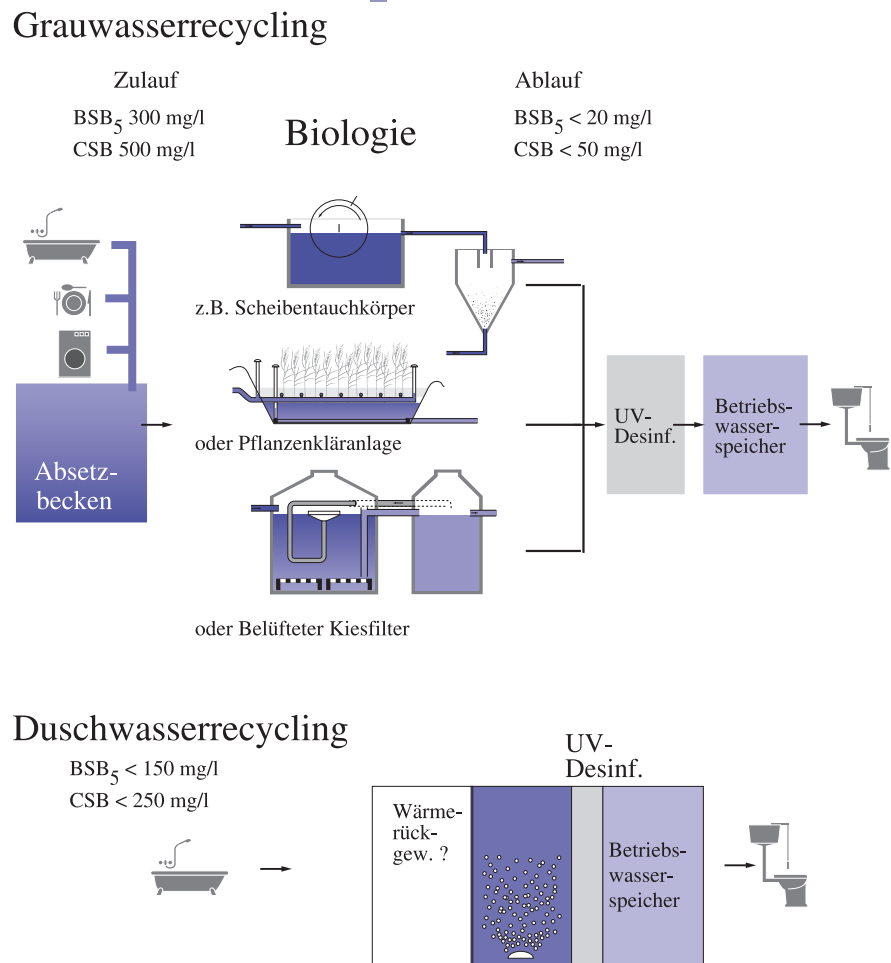 Grauwasserrecycling
Zulauf
BSB5 300 mg/l
CSB 500 mg/l
Biologie
Ablauf
BSB5 < 20 mg/l
CSB < 50 mg/l
z.B. Scheibentauchkörper
oder Pflanzenkläranlage
oder Belüfteter Kiesfilter
Absetz-
becken
UV-
Desinf.
Betriebs-
wasser-
speicher
Duschwasserrecycling
BSB5 < 150 mg/l
CSB < 250 mg/l
UV-
Desinf.
Wärme-
rück-
gew. ?
Betriebs-
wasser-
speicher